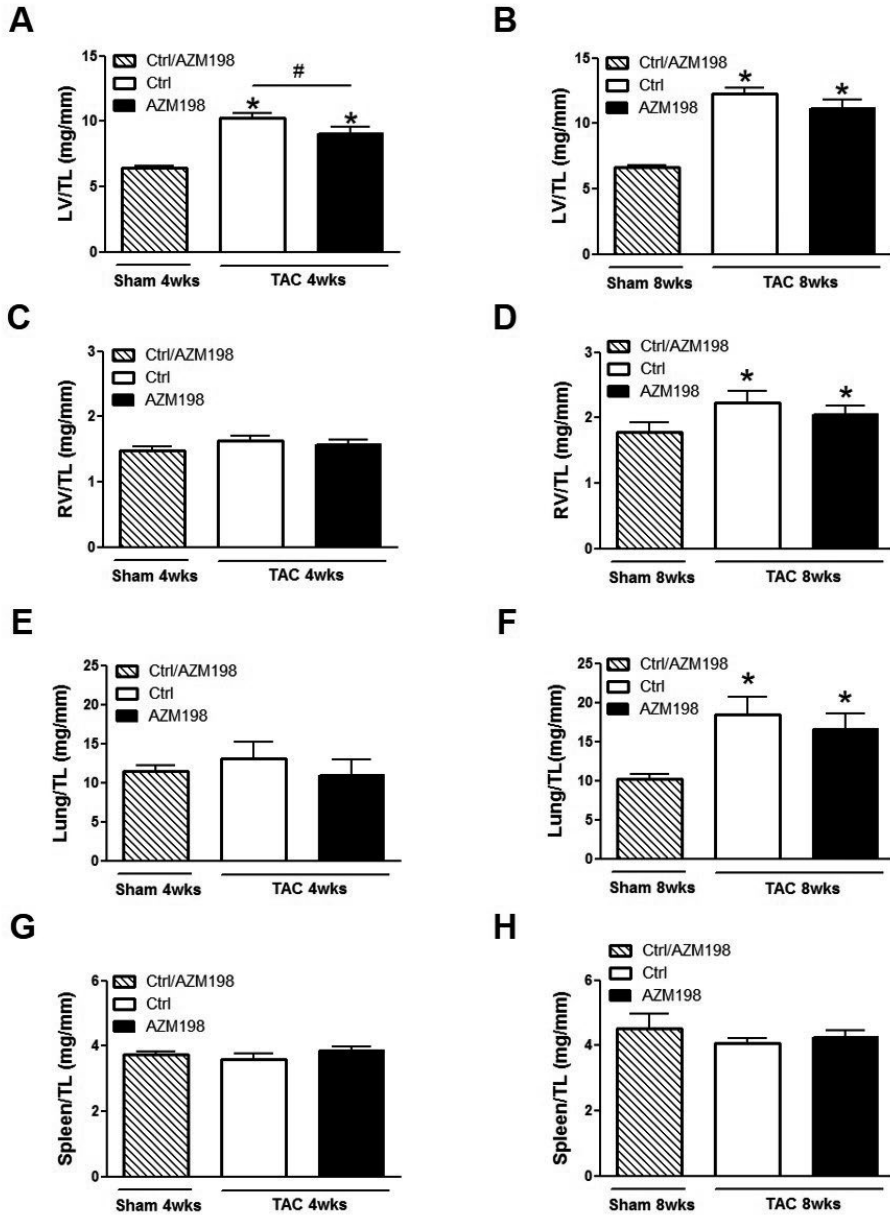 A
Ctrl/AZM198
Ctrl
AZM198
#
*
*
LV/TL (mg/mm)
15
10
5
0
Sham 4wks
TAC 4wks
B
Ctrl/AZM198
Ctrl
AZM198
*
*
LV/TL (mg/mm)
15
10
5
0
Sham 8wks
TAC 8wks
C
Ctrl/AZM198
Ctrl
AZM198
RV/TL (mg/mm)
3
2
1
0
Sham 4wks
TAC 4wks
D
Ctrl/AZM198
Ctrl
AZM198
*
*
RV/TL (mg/mm)
3
2
1
0
Sham 8wks
TAC 8wks
E
Ctrl/AZM198
Ctrl
AZM198
Lung/TL (mg/mm)
25
20
15
10
5
0
Sham 4wks
TAC 4wks
F
Ctrl/AZM198
Ctrl
AZM198
*
*
Lung/TL(mg/mm)
25
20
15
10
5
0
Sham 8wks
TAC 8wks
G
Ctrl/AZM198
Ctrl
AZM198
Spleen/TL (mg/mm)
6
4
2
0
Sham 4wks
TAC 4wks
H
Ctrl/AZM198
Ctrl
AZM198
Spleen/TL (mg/mm)
6
4
2
0
Sham 8wks
TAC 8wks